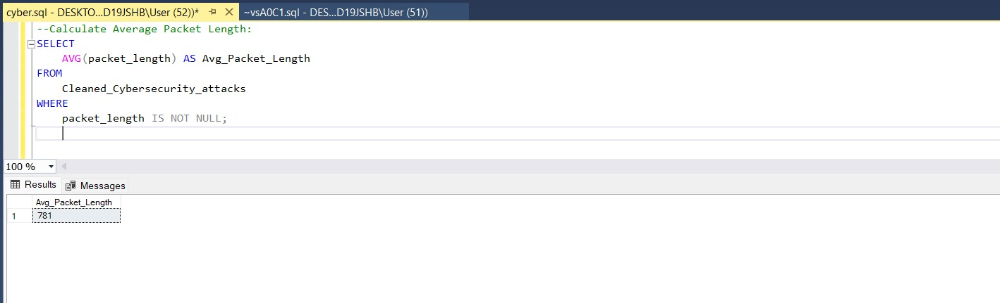 cyber.sql - DESKTO...D19JSHB\User (52))* ~vsA0C1.sql - DES...D19JSHB\User (51))
--Calculate Average Packet Length:
SELECT
AVG(packet_length) AS Avg_Packet_Length
FROM
Cleaned_Cybersecurity_attacks
WHERE
packet_length IS NOT NULL;
100 %
Results Messages
Avg_Packet_Length
1 781